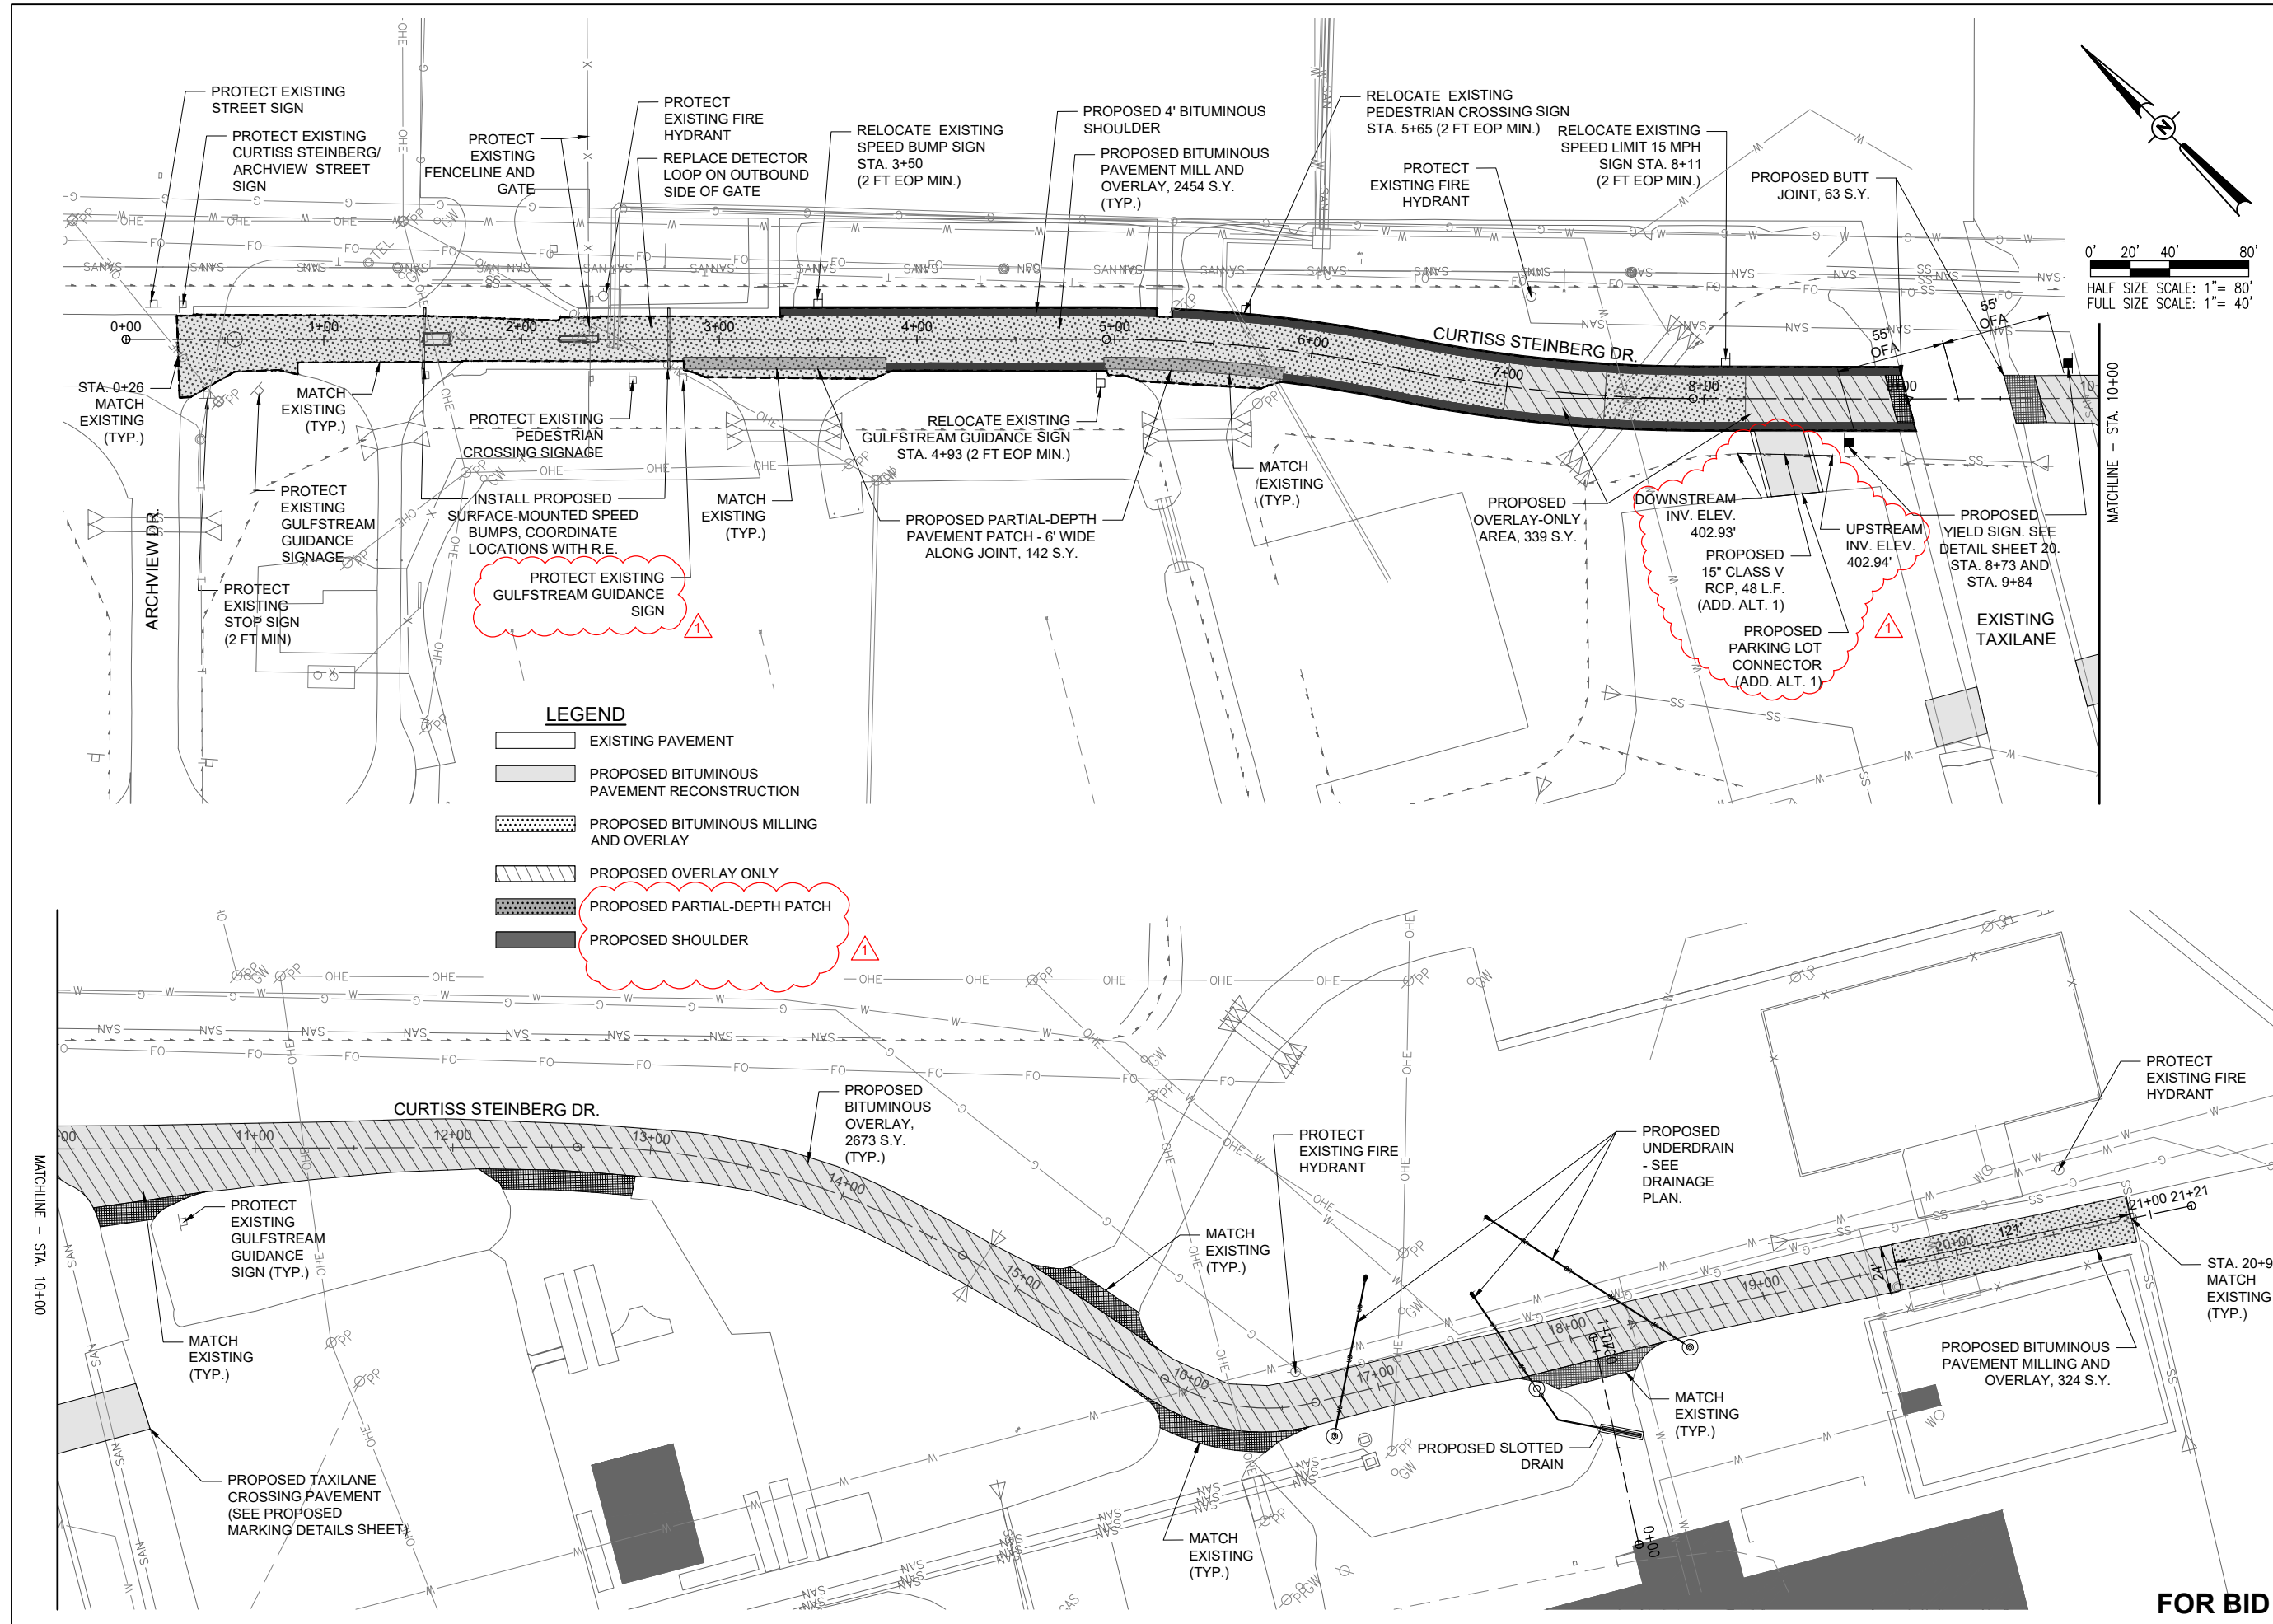 PROTECT EXISTING
STREET SIGN
PROTECT EXISTING
CURTISS STEINBERG/
ARCHVIEW STREET
SIGN
PROTECT
EXISTING
FENCELINE AND
GATE
PROTECT
EXISTING FIRE
HYDRANT
REPLACE DETECTOR
LOOP ON OUTBOUND
SIDE OF GATE
RELOCATE EXISTING
SPEED BUMP SIGN
STA. 3+50
(2 FT EOP MIN.)
PROPOSED 4' BITUMINOUS
SHOULDER
PROPOSED BITUMINOUS
PAVEMENT MILL AND
OVERLAY, 2454 S.Y.
(TYP.)
RELOCATE EXISTING
PEDESTRIAN CROSSING SIGN
STA. 5+65 (2 FT EOP MIN.)
PROTECT
EXISTING FIRE
HYDRANT
RELOCATE EXISTING
SPEED LIMIT 15 MPH
SIGN STA. 8+11
(2 FT EOP MIN.)
PROPOSED BUTT
JOINT, 63 S.Y.
N
0' 20' 40' 80'
HALF SIZE SCALE: 1"= 80'
FULL SIZE SCALE: 1"= 40'
0+00
1+00
2+00
3+00
4+00
5+00
6+00
7+00
8+00
9+00
CURTISS STEINBERG DR.
55'
OFA
55'
OFA
MATCHLINE - STA. 10+00
STA. 0+26
MATCH
EXISTING
(TYP.)
MATCH
EXISTING
(TYP.)
PROTECT EXISTING
PEDESTRIAN
CROSSING SIGNAGE
PROTECT
EXISTING
GULFSTREAM
GUIDANCE
SIGNAGE
ARCHVIEW DR.
PROTECT
EXISTING
STOP SIGN
(2 FT MIN)
INSTALL PROPOSED
SURFACE-MOUNTED SPEED
BUMPS, COORDINATE
LOCATIONS WITH R.E.
PROTECT EXISTING
GULFSTREAM GUIDANCE
SIGN
1
MATCH
EXISTING
(TYP.)
RELOCATE EXISTING
GULFSTREAM GUIDANCE SIGN
STA. 4+93 (2 FT EOP MIN.)
PROPOSED PARTIAL-DEPTH
PAVEMENT PATCH - 6' WIDE
ALONG JOINT, 142 S.Y.
MATCH
EXISTING
(TYP.)
PROPOSED
OVERLAY-ONLY
AREA, 339 S.Y.
DOWNSTREAM
INV. ELEV.
402.93'
UPSTREAM
INV. ELEV.
402.94'
PROPOSED
15" CLASS V
RCP, 48 L.F.
(ADD. ALT. 1)
PROPOSED
PARKING LOT
CONNECTOR
(ADD. ALT. 1)
1
PROPOSED
YIELD SIGN. SEE
DETAIL SHEET 20.
STA. 8+73 AND
STA. 9+84
EXISTING
TAXILANE
LEGEND
EXISTING PAVEMENT
PROPOSED BITUMINOUS
PAVEMENT RECONSTRUCTION
PROPOSED BITUMINOUS MILLING
AND OVERLAY
PROPOSED OVERLAY ONLY
PROPOSED PARTIAL-DEPTH PATCH
PROPOSED SHOULDER
1
MATCHLINE - STA. 10+00
CURTISS STEINBERG DR.
11+00
12+00
13+00
14+00
15+00
16+00
17+00
18+00
19+00
20+00
21+00 21+21
PROPOSED
BITUMINOUS
OVERLAY,
2673 S.Y.
(TYP.)
PROTECT
EXISTING
GULFSTREAM
GUIDANCE
SIGN (TYP.)
MATCH
EXISTING
(TYP.)
PROPOSED TAXILANE
CROSSING PAVEMENT
(SEE PROPOSED
MARKING DETAILS SHEET)
MATCH
EXISTING
(TYP.)
PROTECT
EXISTING FIRE
HYDRANT
PROPOSED
UNDERDRAIN
- SEE
DRAINAGE
PLAN.
PROTECT
EXISTING FIRE
HYDRANT
121'
24'
STA. 20+9
MATCH
EXISTING
(TYP.)
PROPOSED BITUMINOUS
PAVEMENT MILLING AND
OVERLAY, 324 S.Y.
MATCH
EXISTING
(TYP.)
PROPOSED SLOTTED
DRAIN
MATCH
EXISTING
(TYP.)
0+00
FOR BID